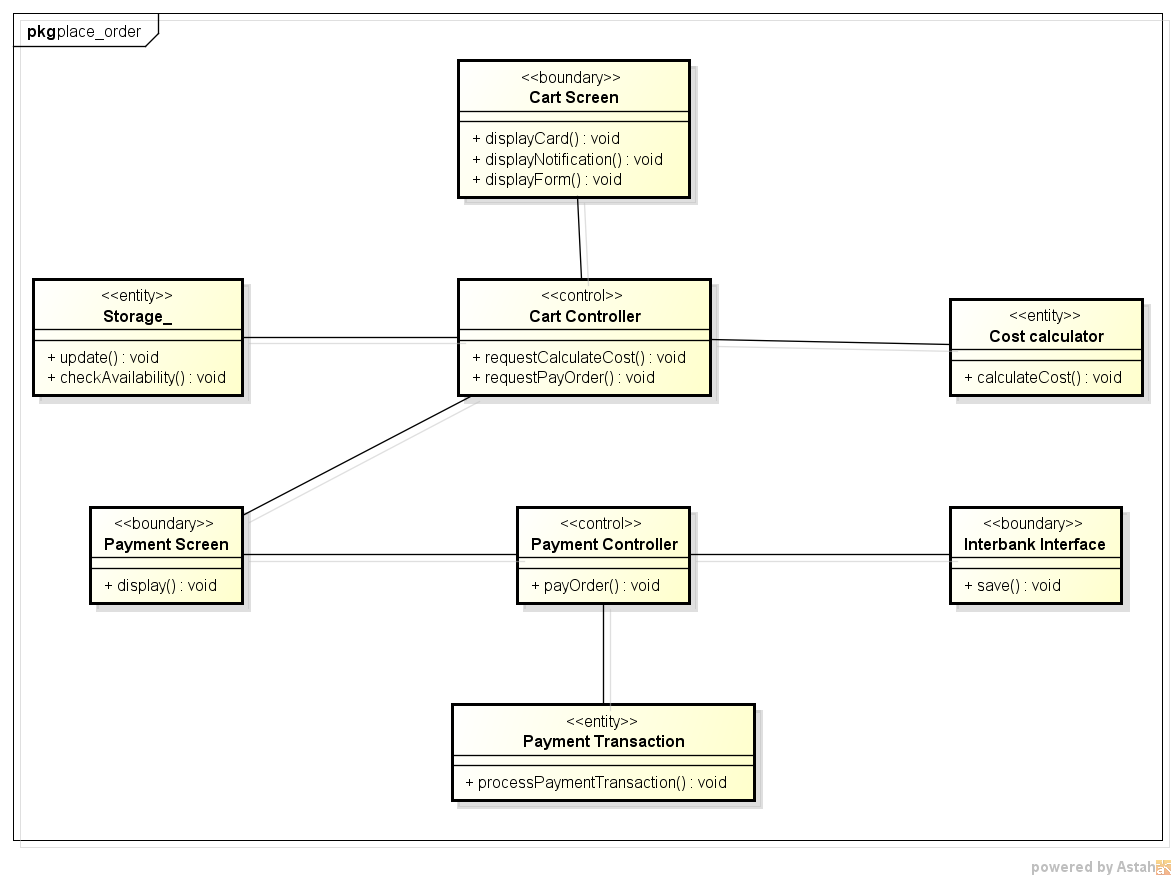 pkg place_order
<<boundary>>
Cart Screen
+ displayCard() : void
+ displayNotification() : void
+ displayForm() : void
<<entity>>
Storage_
+ update() : void
+ checkAvailability() : void
<<control>>
Cart Controller
+ requestCalculateCost() : void
+ requestPayOrder() : void
<<entity>>
Cost calculator
+ calculateCost() : void
<<boundary>>
Payment Screen
+ display() : void
<<control>>
Payment Controller
+ payOrder() : void
<<boundary>>
Interbank Interface
+ save() : void
<<entity>>
Payment Transaction
+ processPaymentTransaction() : void
powered by Astah